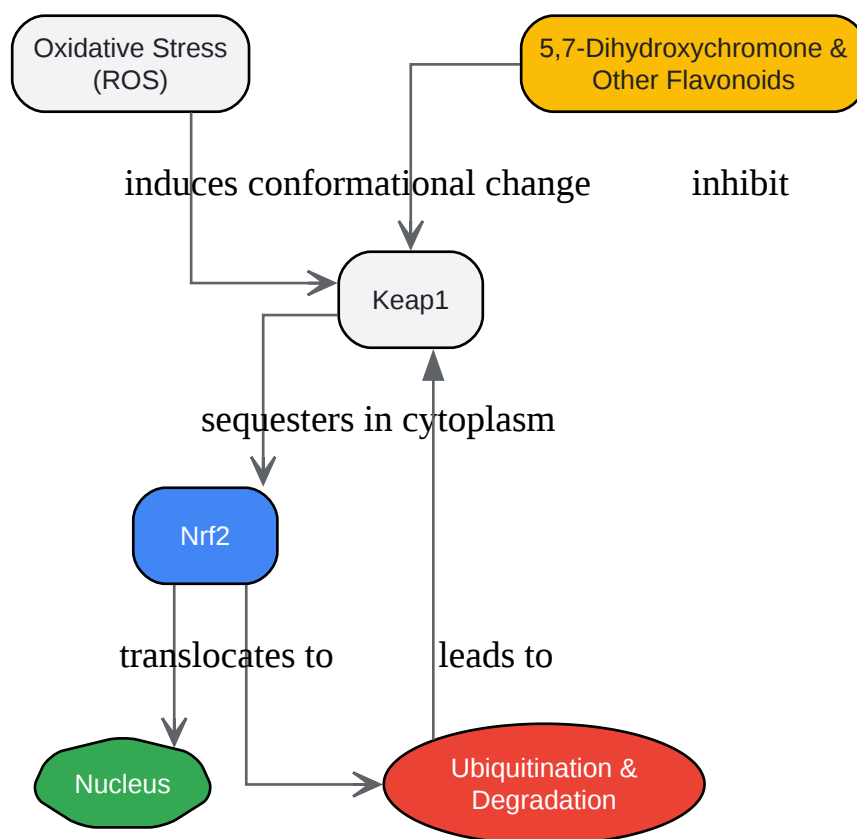 Oxidative Stress
(ROS)
5,7-Dihydroxychromone &
Other Flavonoids
induces conformational change
inhibit
Keap1
sequesters in cytoplasm
Nrf2
translocates to
leads to
Nucleus
Ubiquitination &
Degradation